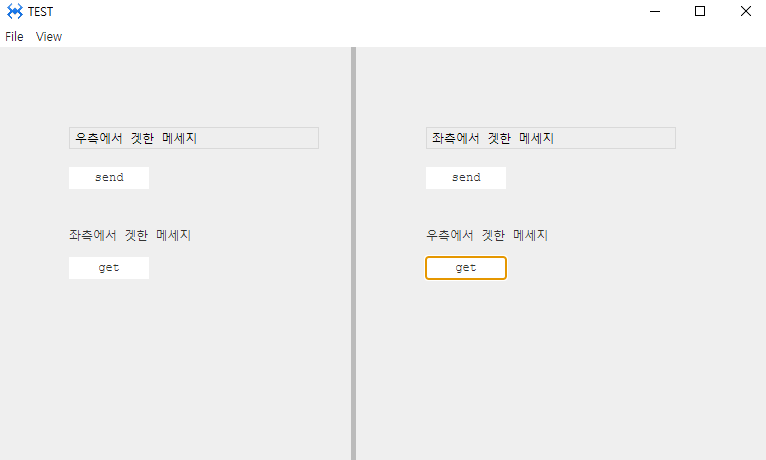 TEST
File View
우측에서 겟한 메세지
send
좌측에서 겟한 메세지
get
좌측에서 겟한 메세지
send
우측에서 겟한 메세지
get